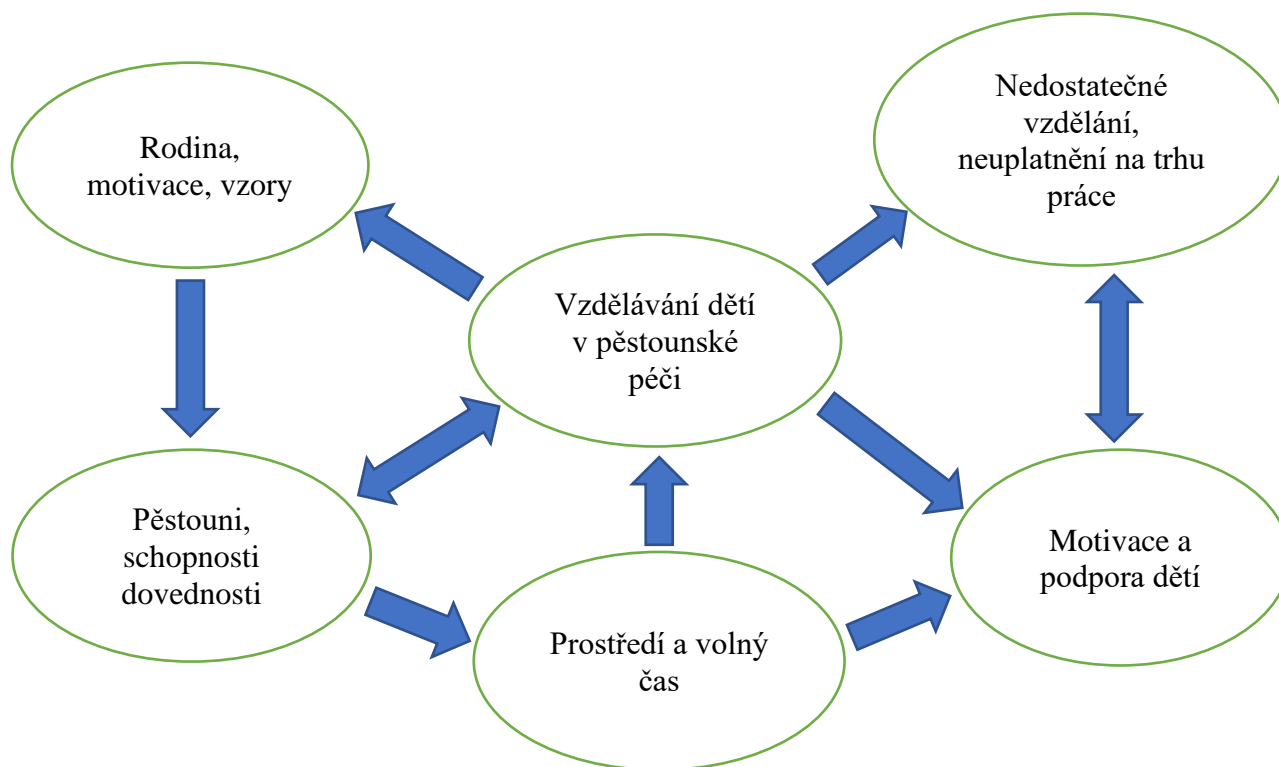 Rodina,
motivace, vzory
Nedostatečné
vzdělání,
neuplatnění na trhu
práce
Vzdělávání dětí
v pěstounské
péči
Pěstouni,
schopnosti
dovednosti
Prostředí a volný
čas
Motivace a
podpora dětí